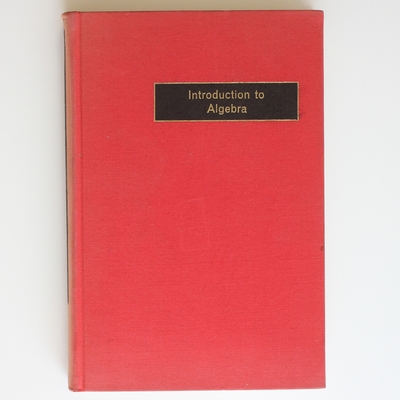 Introduction to
Algebra